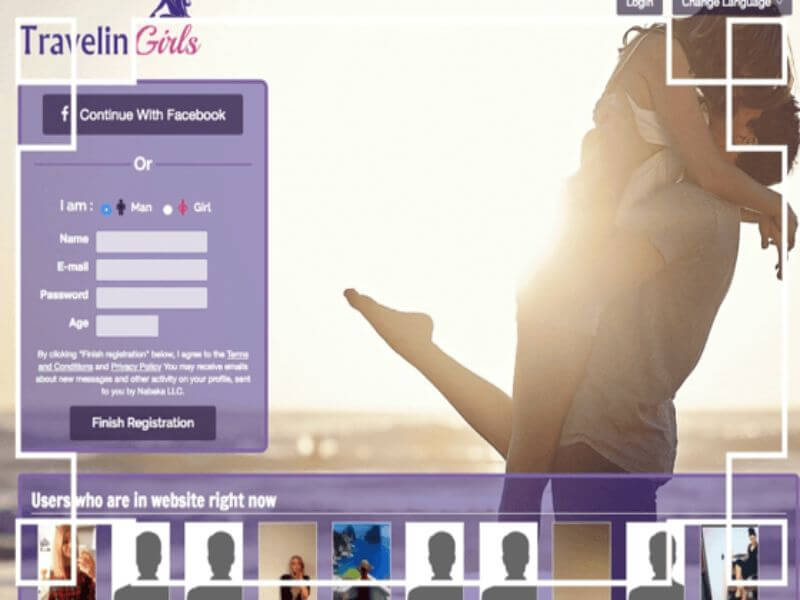 Login
Change Language
Travelin Girls
f Continue With Facebook
Or
I am :
Man
Girl
Name
E-mail
Password
Age
By clicking "Finish registration" below, I agree to the Terms
and Conditions and Privacy Policy You may receive emails
about new messages and other activity on your profile, sent
to you by Nabaka LLC.
Finish Registration
Users who are in website right now